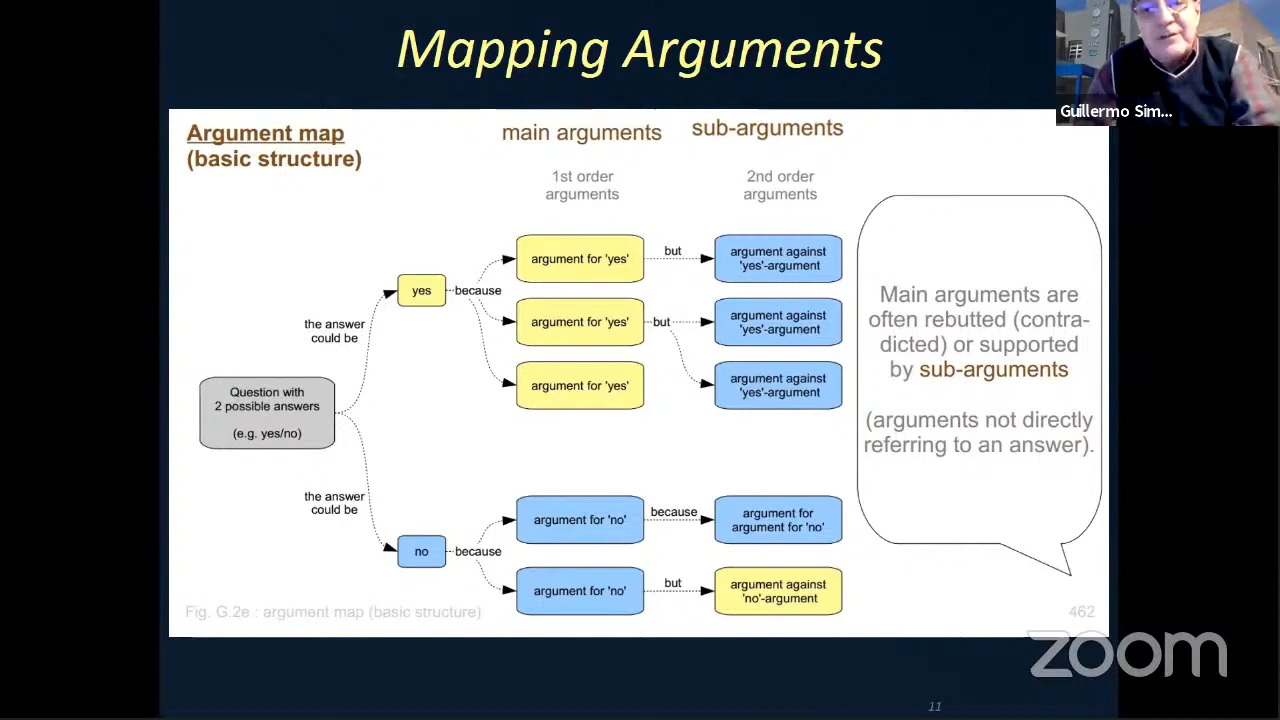 Mapping Arguments
Guillermo Sim...
Argument map
(basic structure)
main arguments
sub-arguments
1st order
arguments
2nd order
arguments
Question with
2 possible answers
(e.g. yes/no)
the answer
could be
yes
because
argument for 'yes'
but
argument against
'yes'-argument
argument for 'yes'
but
argument against
'yes'-argument
argument for 'yes'
argument against
'yes'-argument
the answer
could be
no
because
argument for 'no'
because
argument for
argument for 'no'
argument for 'no'
but
argument against
'no'-argument
Main arguments are
often rebutted (contra-
dicted) or supported
by sub-arguments
(arguments not directly
referring to an answer).
Fig. G.2e : argument map (basic structure)
462
zoom
11